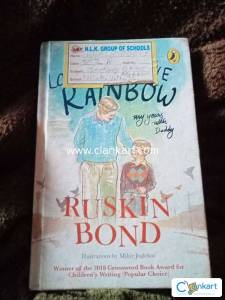 N.L.K. GROUP OF SCHOOLS
RAINBOW
my years
with
Daddy
www.clankart.com
RUSKIN
BOND
Illustrations by Mihir Joglekar
Winner of the 2018 Crossword Book Award for
Children's Writing (Popular Choice)
Clankart